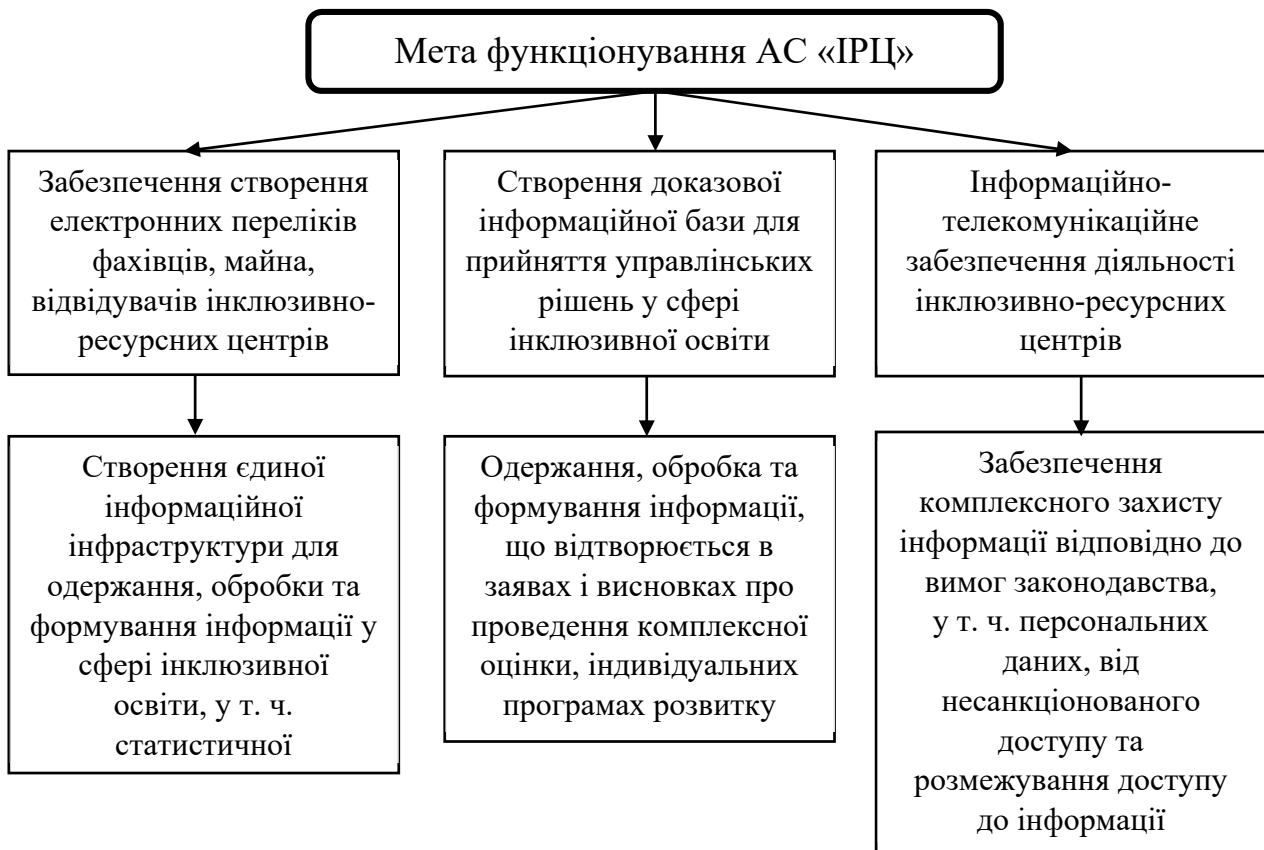 Мета функціонування АС «ІРЦ»
Забезпечення створення
електронних переліків
фахівців, майна,
відвідувачів інклюзивно-
ресурсних центрів
Створення доказової
інформаційної бази для
прийняття управлінських
рішень у сфері
інклюзивної освіти
Інформаційно-
телекомунікаційне
забезпечення діяльності
інклюзивно-ресурсних
центрів
Створення єдиної
інформаційної
інфраструктури для
одержання, обробки та
формування інформації у
сфері інклюзивної
освіти, у т. ч.
статистичної
Одержання, обробка та
формування інформації,
що відтворюється в
заявах і висновках про
проведення комплексної
оцінки, індивідуальних
програмах розвитку
Забезпечення
комплексного захисту
інформації відповідно до
вимог законодавства,
у т. ч. персональних
даних, від
несанкціонованого
доступу та
розмежування доступу
до інформації